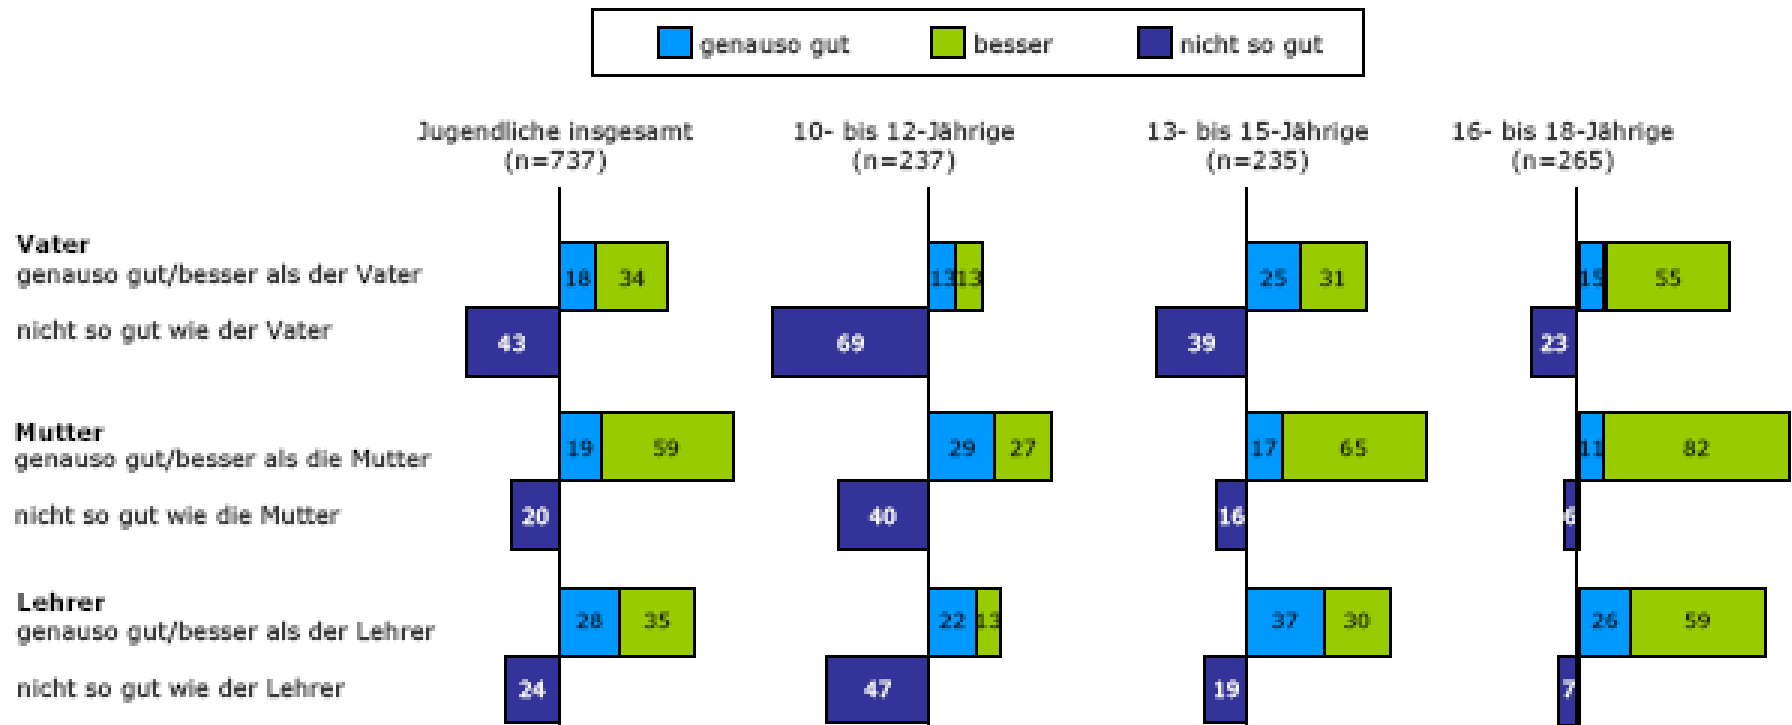 genauso gut besser nicht so gut
Jugendliche insgesamt 10- bis 12-Jährige 13- bis 15-Jährige 16- bis 18-Jährige
(n=737) (n=237) (n=235) (n=265)
Vater
genauso gut/besser als der Vater 18 34 13 13 25 31 15 55
nicht so gut wie der Vater 43 69 39 23
Mutter
genauso gut/besser als die Mutter 19 59 29 27 17 65 11 82
nicht so gut wie die Mutter 20 40 16 6
Lehrer
genauso gut/besser als der Lehrer 28 35 22 13 37 30 26 59
nicht so gut wie der Lehrer 24 47 19 7